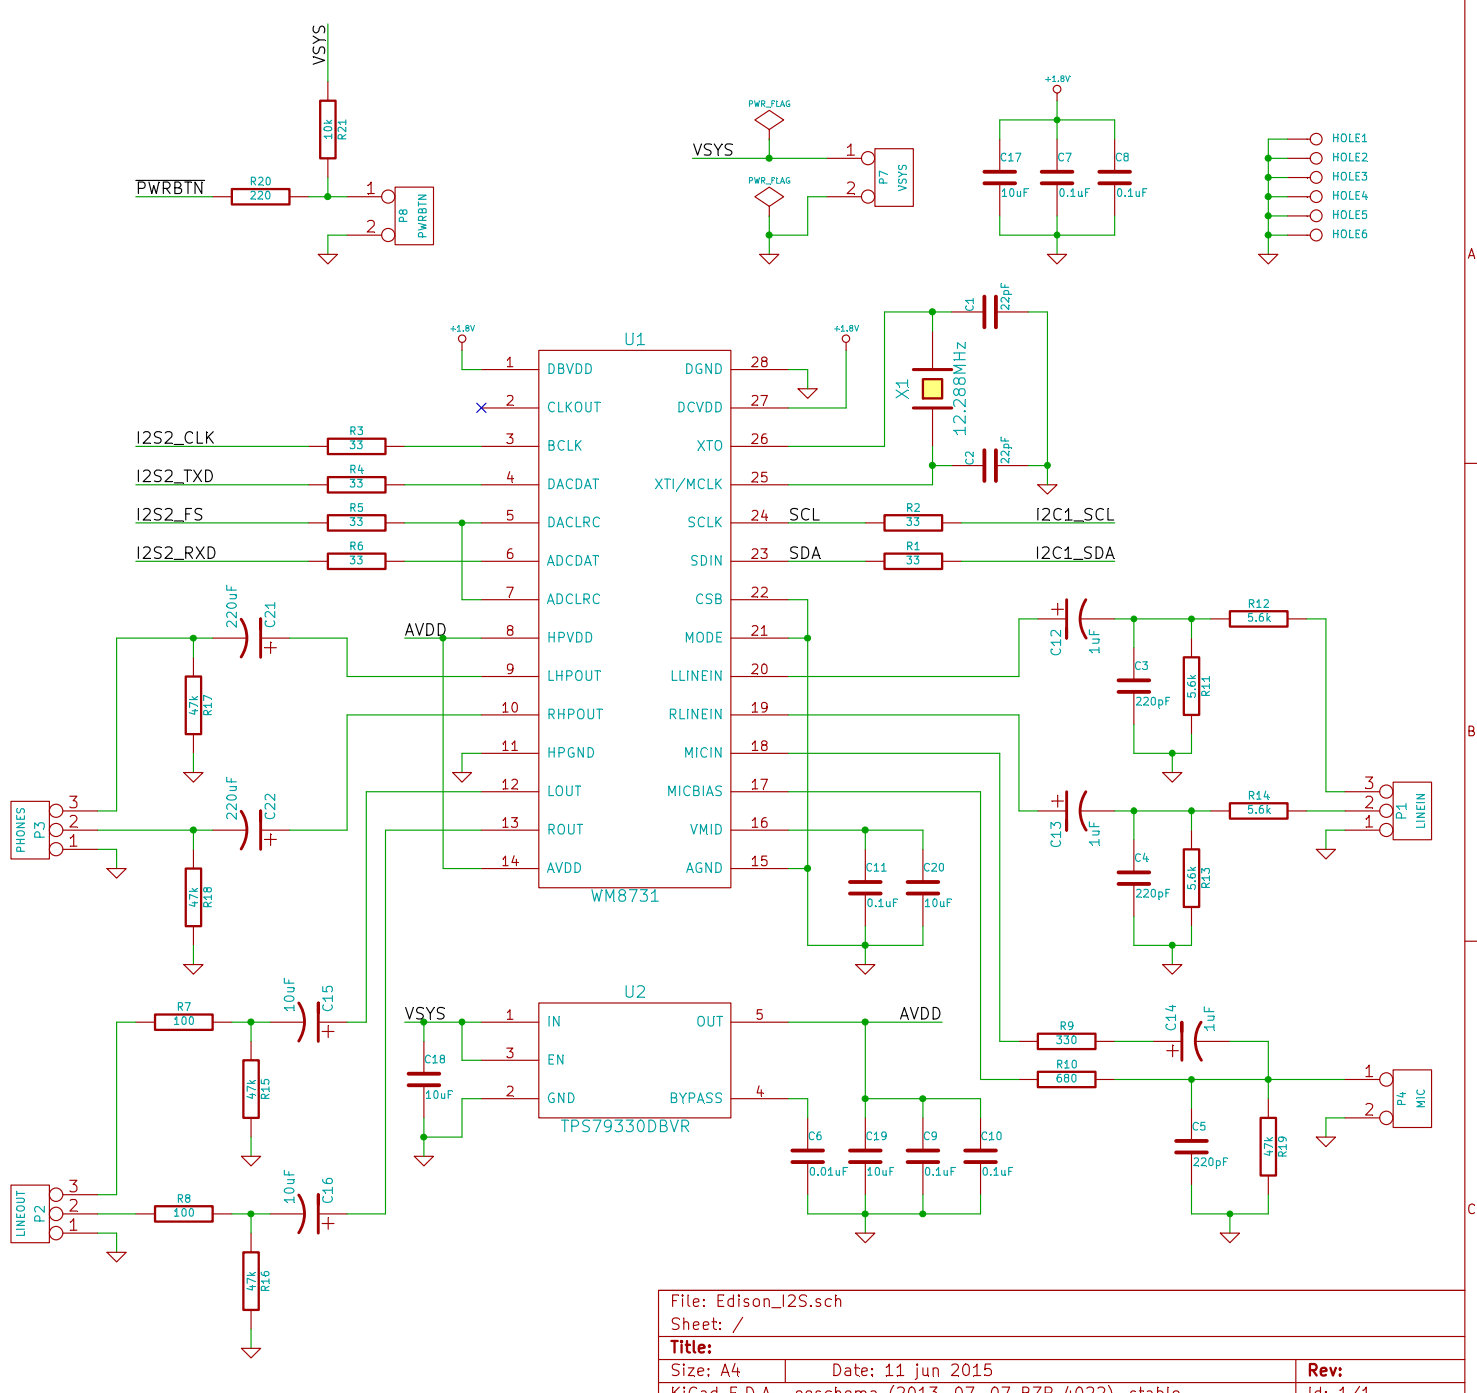 VSYS
10k
R21
PWRBTN
R20
220
1
2
P8
PWRBTN
PWR_FLAG
VSYS
PWR_FLAG
1
2
P7
VSYS
+1.8V
C17
10uF
C7
0.1uF
C8
0.1uF
HOLE1
HOLE2
HOLE3
HOLE4
HOLE5
HOLE6
A
+1.8V
U1
+1.8V
1 DBVDD
2 CLKOUT
3 BCLK
4 DACDAT
5 DACLRC
6 ADCDAT
7 ADCLRC
8 HPVDD
9 LHPOUT
10 RHPOUT
11 HPGND
12 LOUT
13 ROUT
14 AVDD
DGND 28
DCVDD 27
XTO 26
XTI/MCLK 25
SCLK 24
SDIN 23
CSB 22
MODE 21
LLINEIN 20
RLINEIN 19
MICIN 18
MICBIAS 17
VMID 16
AGND 15
WM8731
I2S2_CLK
R3
33
I2S2_TXD
R4
33
I2S2_FS
R5
33
I2S2_RXD
R6
33
AVDD
C1
22pF
X1
12.288MHz
C2
22pF
SCL
R2
33
I2C1_SCL
SDA
R1
33
I2C1_SDA
220uF
C21
47k
R17
220uF
C22
47k
R18
PHONES
P3
3
2
1
C12
1uF
C3
220pF
5.6k
R11
R12
5.6k
C13
1uF
C4
220pF
5.6k
R13
R14
5.6k
3
2
1
P1
LINEIN
B
C11
0.1uF
C20
10uF
R7
100
10uF
C15
47k
R15
R8
100
10uF
C16
47k
R16
LINEOUT
P2
3
2
1
VSYS
C18
10uF
U2
1 IN
3 EN
2 GND
OUT 5
BYPASS 4
TPS79330DBVR
AVDD
C6
0.01uF
C19
10uF
C9
0.1uF
C10
0.1uF
R9
330
R10
680
C14
1uF
C5
220pF
47k
R19
1
2
P4
MIC
C
File: Edison_I2S.sch
Sheet: /
Title:
Size: A4
Date: 11 jun 2015
Rev:
KiCad E.D.A. eeschema (2013-07-07 BZR 4022)-stable
Id: 1/1